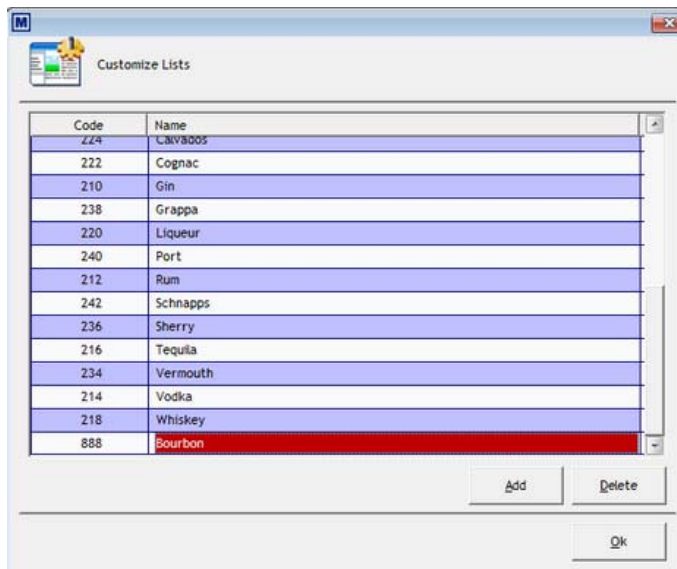 M
Customize Lists
Code Name
224 Calvados
222 Cognac
210 Gin
238 Grappa
220 Liqueur
240 Port
212 Rum
242 Schnapps
236 Sherry
216 Tequila
234 Vermouth
214 Vodka
218 Whiskey
888 Bourbon
Add Delete
Ok